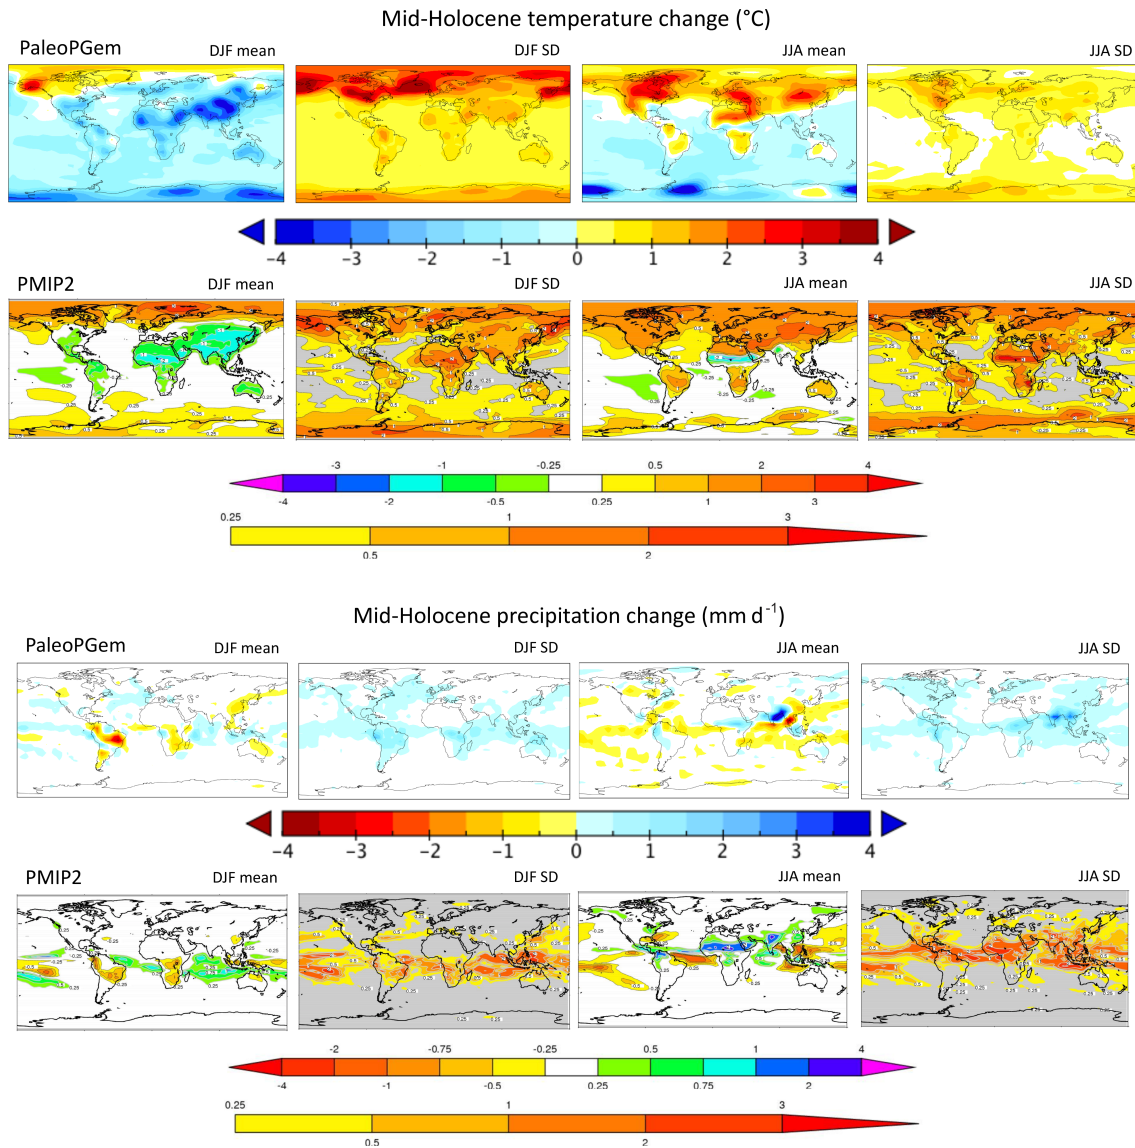 Mid-Holocene temperature change (°C)
PaleoPGem
DJF mean
DJF SD
JJA mean
JJA SD
−4 −3 −2 −1 0 1 2 3 4
PMIP2
DJF mean
DJF SD
JJA mean
JJA SD
-3 -1 -0.25 0.5 2 4
-4 -2 -0.5 0.25 1 3
0.25 1 3
0.5 2
Mid-Holocene precipitation change (mm d⁻¹)
PaleoPGem
DJF mean
DJF SD
JJA mean
JJA SD
−4 −3 −2 −1 0 1 2 3 4
PMIP2
DJF mean
DJF SD
JJA mean
JJA SD
-2 -0.75 -0.25 0.5 1 4
-4 -1 -0.5 0.25 0.75 2
0.25 1 3
0.5 2